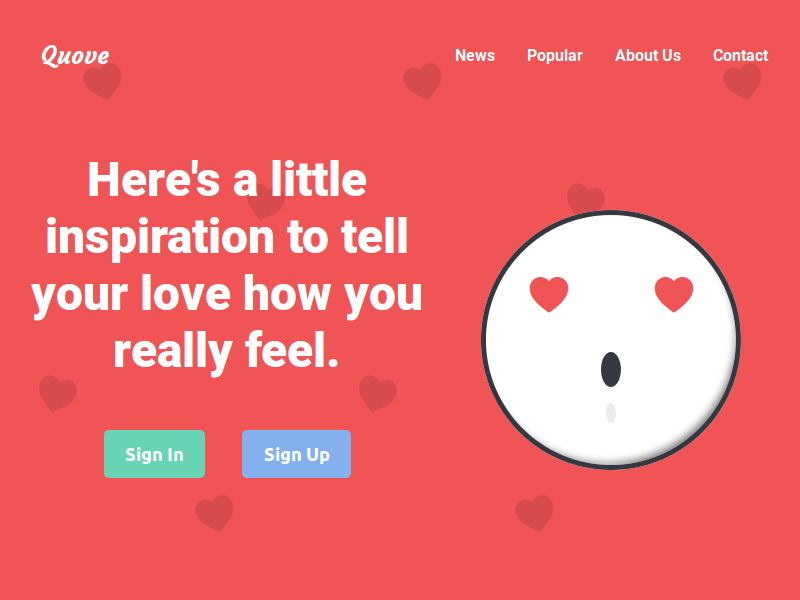 Quove
News Popular About Us Contact
Here's a little
inspiration to tell
your love how you
really feel.
Sign In Sign Up